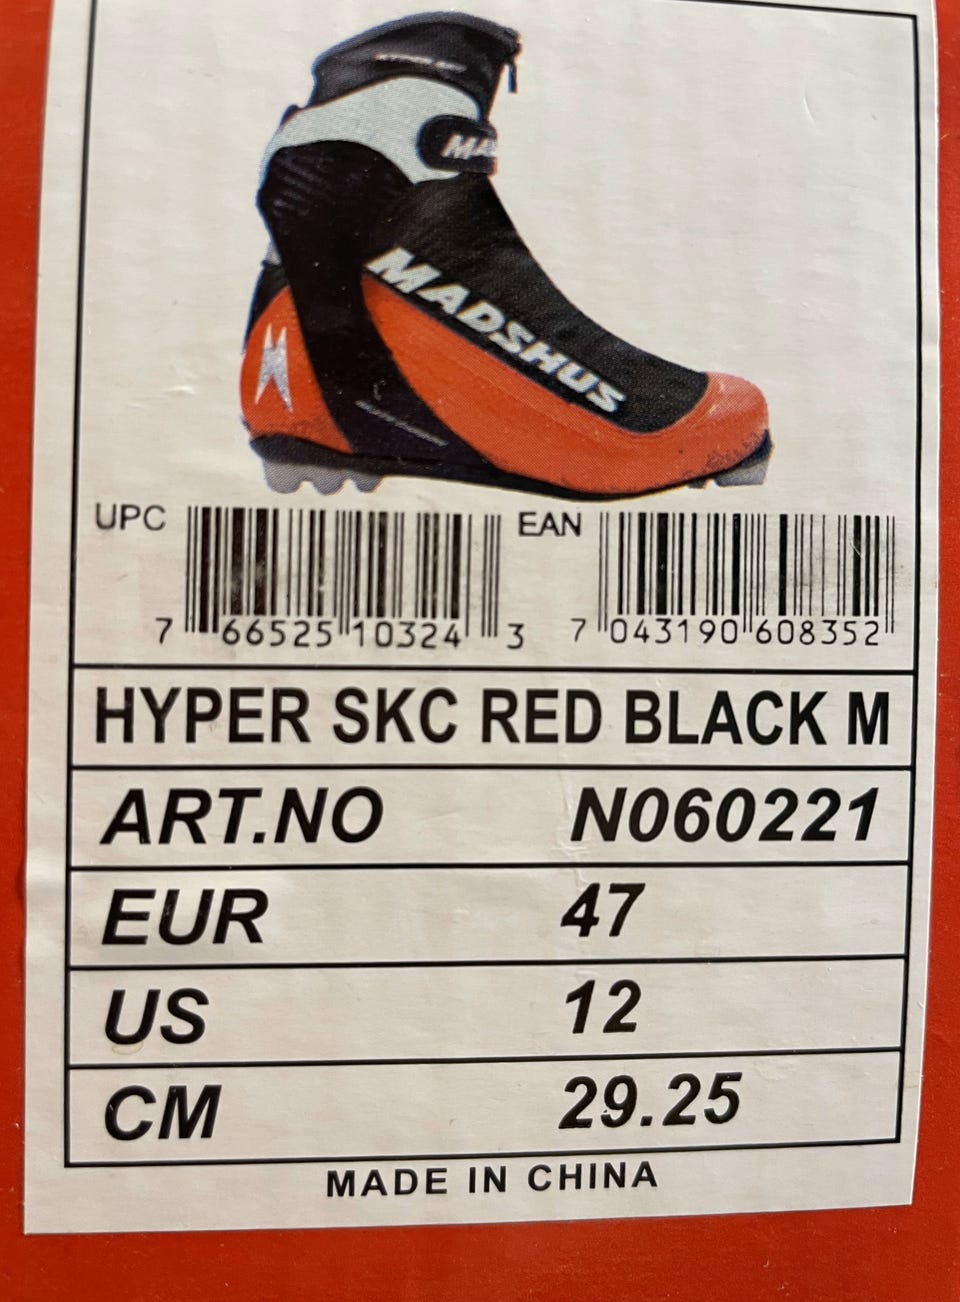 MADSHUS
UPC
7 66525 10324 3
EAN
7 043190 608352
HYPER SKC RED BLACK M
ART.NO N060221
EUR 47
US 12
CM 29.25
MADE IN CHINA